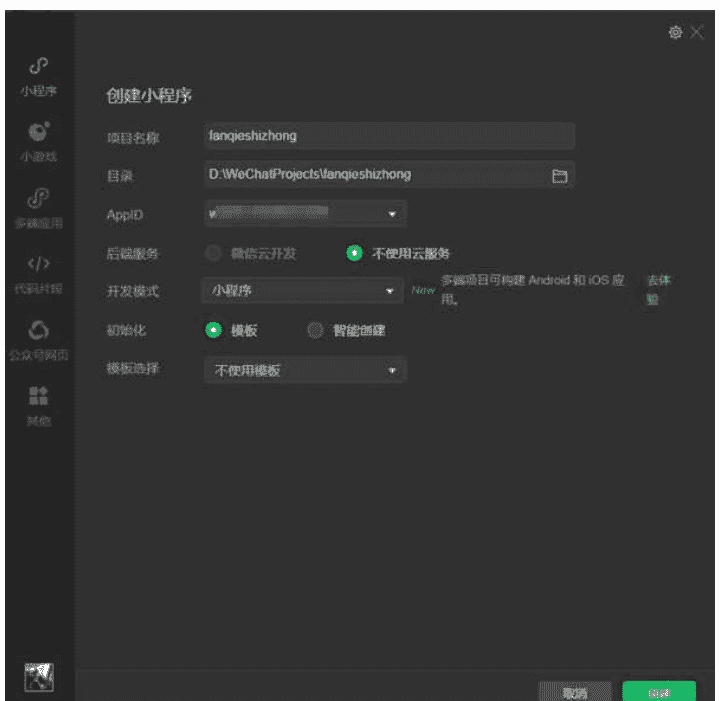 小程序
小游戏
多端应用
代码片段
公众号网页
其他
创建小程序
项目名称 fanqieshizhong
目录 D:\WeChatProjects\fanqieshizhong
AppID w
后端服务 微信云开发 不使用云服务
开发模式 小程序 New 多端项目可构建 Android 和 iOS 应 去体
用。 验
初始化 模板 智能创建
模板选择 不使用模板
取消 创建